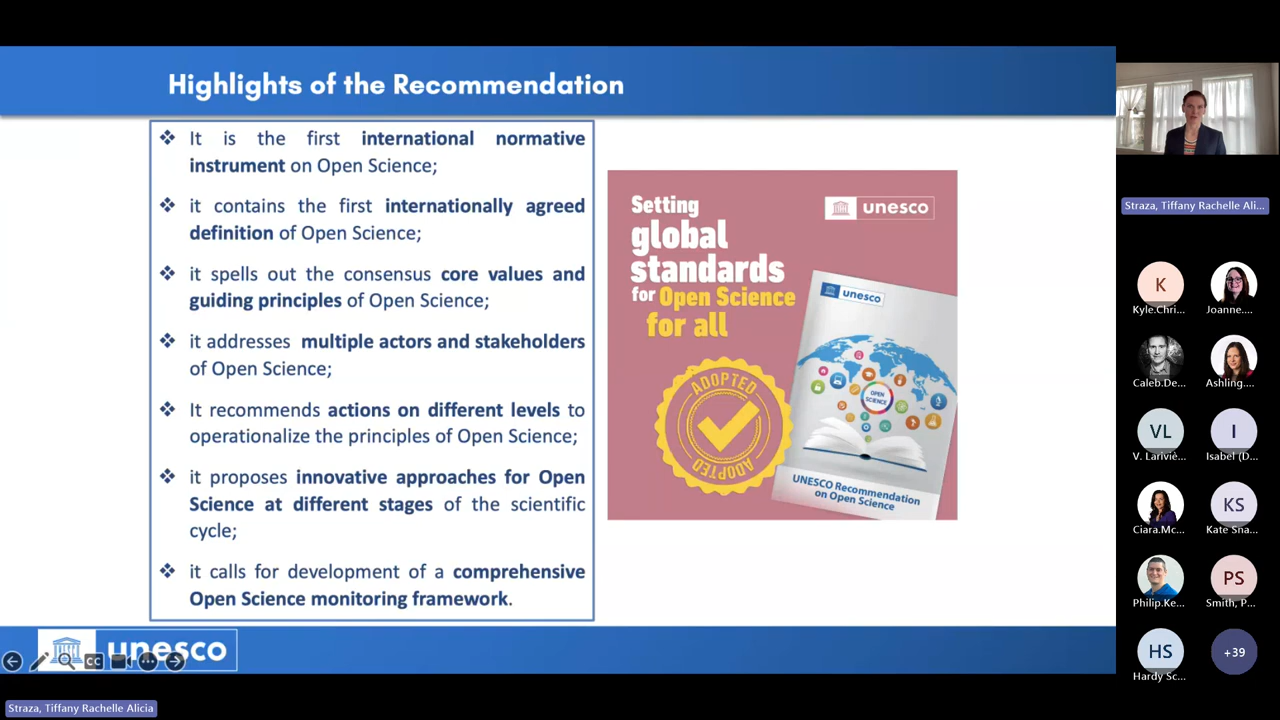 Highlights of the Recommendation
❖ It is the first international normative
instrument on Open Science;
❖ it contains the first internationally agreed
definition of Open Science;
❖ it spells out the consensus core values and
guiding principles of Open Science;
❖ it addresses multiple actors and stakeholders
of Open Science;
❖ It recommends actions on different levels to
operationalize the principles of Open Science;
❖ it proposes innovative approaches for Open
Science at different stages of the scientific
cycle;
❖ it calls for development of a comprehensive
Open Science monitoring framework.
Setting
global
standards
for Open Science
for all
unesco
ADOPTED
ADOPTED
unesco
OPEN
SCIENCE
UNESCO Recommendation
on Open Science
unesco
CC
Straza, Tiffany Rachelle Alicia
Straza, Tiffany Rachelle Ali...
K
Kyle.Chri...
Joanne....
Caleb.De...
Ashling....
VL
V. Lariviè...
I
Isabel (D...
Ciara.Mc...
KS
Kate Sna...
Philip.Ke...
PS
Smith, P...
HS
Hardy Sc...
+39